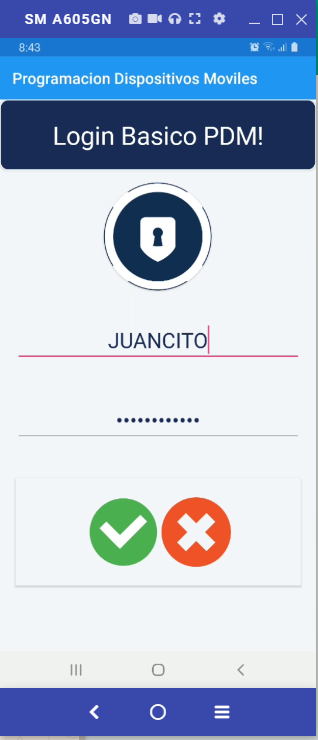 SM A605GN
8:43
Programacion Dispositivos Moviles
Login Basico PDM!
JUANCITO
••••••••••••